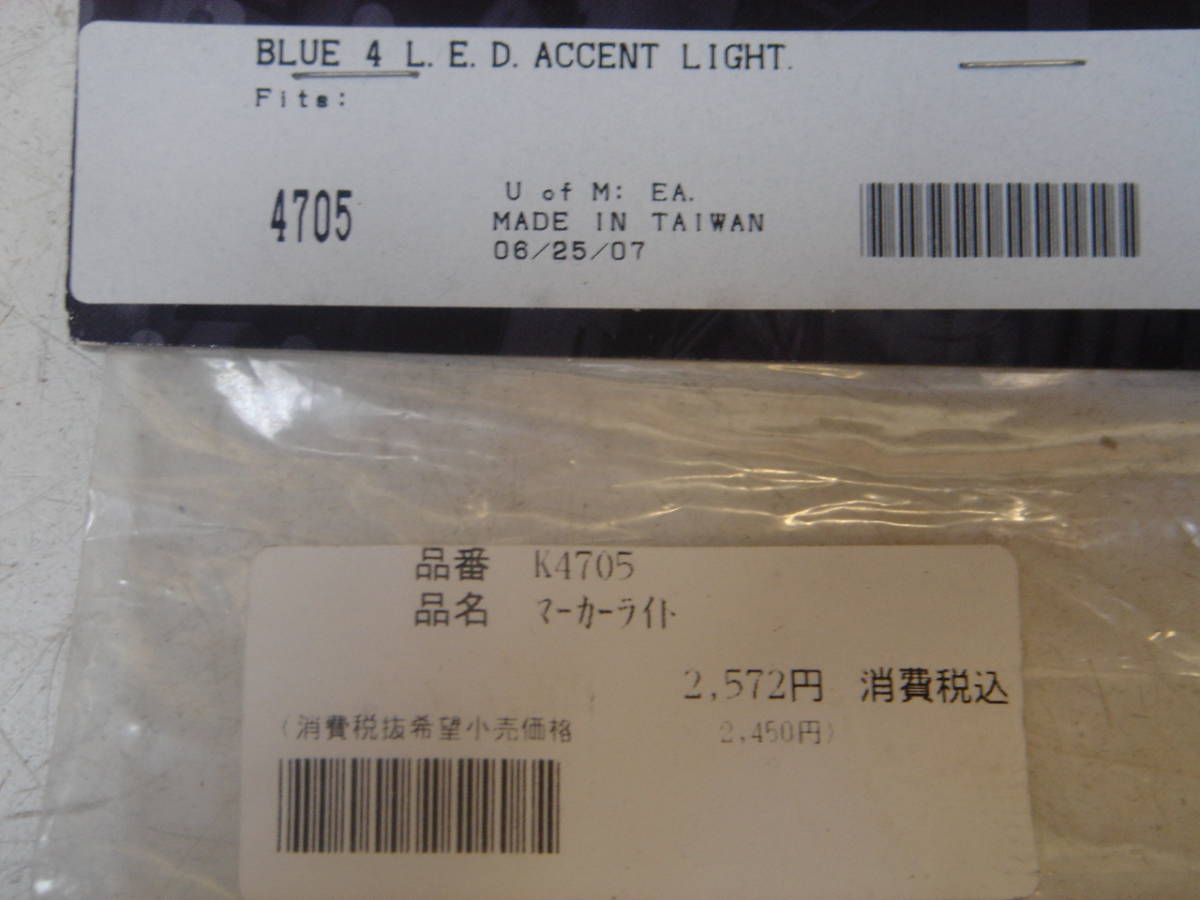 BLUE 4 L.E.D. ACCENT LIGHT.
Fits:
4705
U of M: EA.
MADE IN TAIWAN
06/25/07
品番 K4705
品名 マーカーライト
2,572円 消費税込
(消費税抜希望小売価格 2,450円)